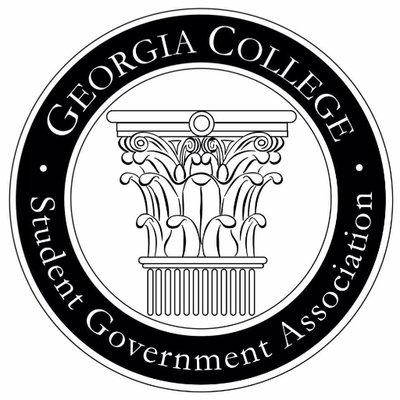 GEORGIA COLLEGE
Student Government Association